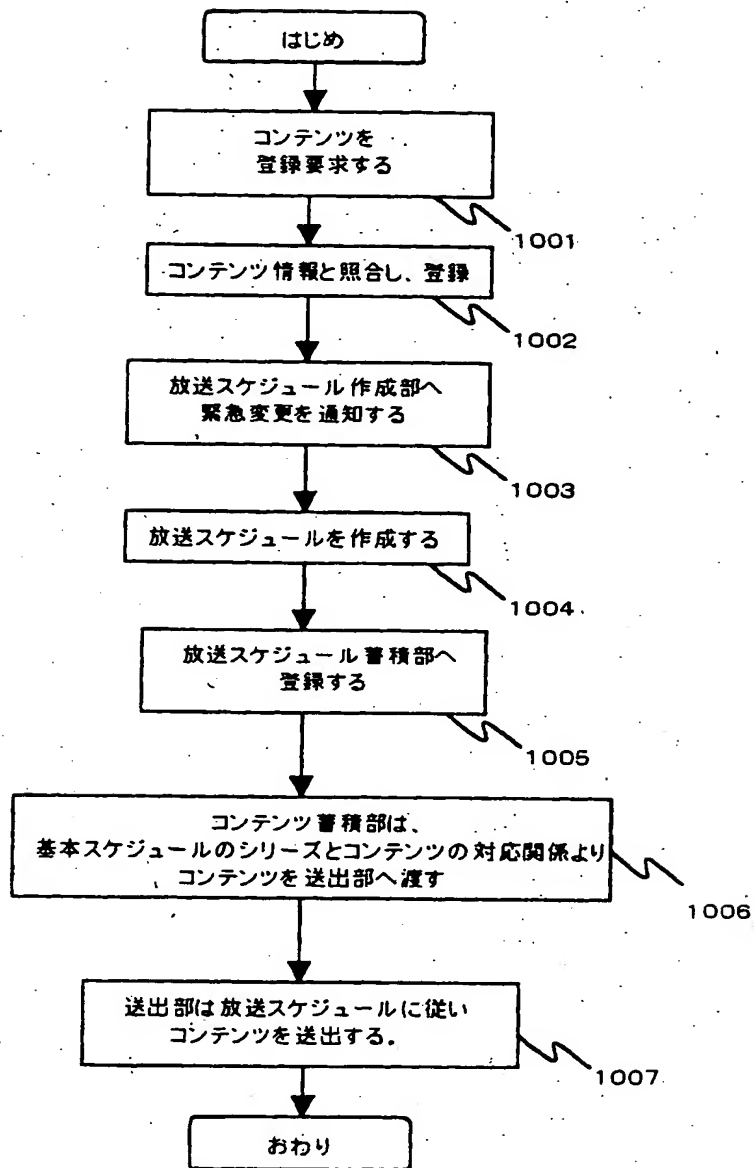 はじめ
コンテンツを
登録要求する
1001
コンテンツ情報と照合し、登録
1002
放送スケジュール作成部へ
緊急変更を通知する
1003
放送スケジュールを作成する
1004
放送スケジュール蓄積部へ
登録する
1005
コンテンツ蓄積部は、
基本スケジュールのシリーズとコンテンツの対応関係より
コンテンツを送出部へ渡す
1006
送出部は放送スケジュールに従い
コンテンツを送出する。
1007
おわり